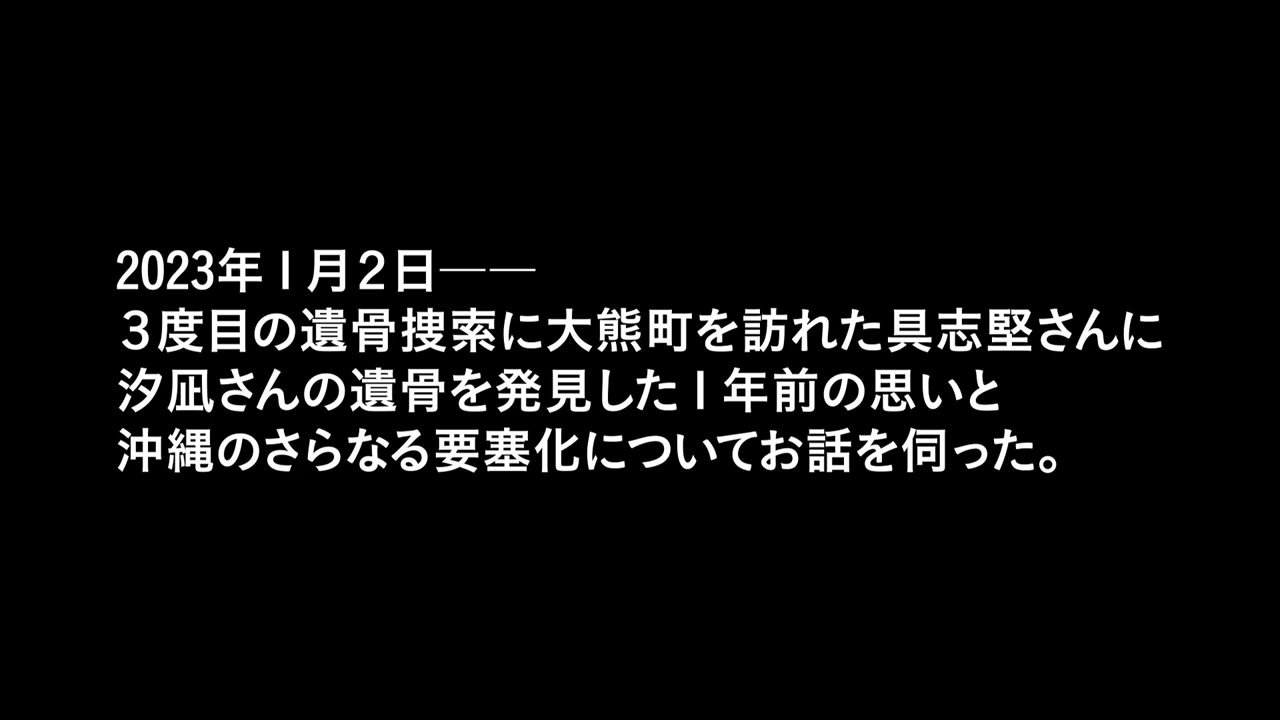 2023年1月2日――
３度目の遺骨捜索に大熊町を訪れた具志堅さんに
汐凪さんの遺骨を発見した1年前の思いと
沖縄のさらなる要塞化についてお話を伺った。